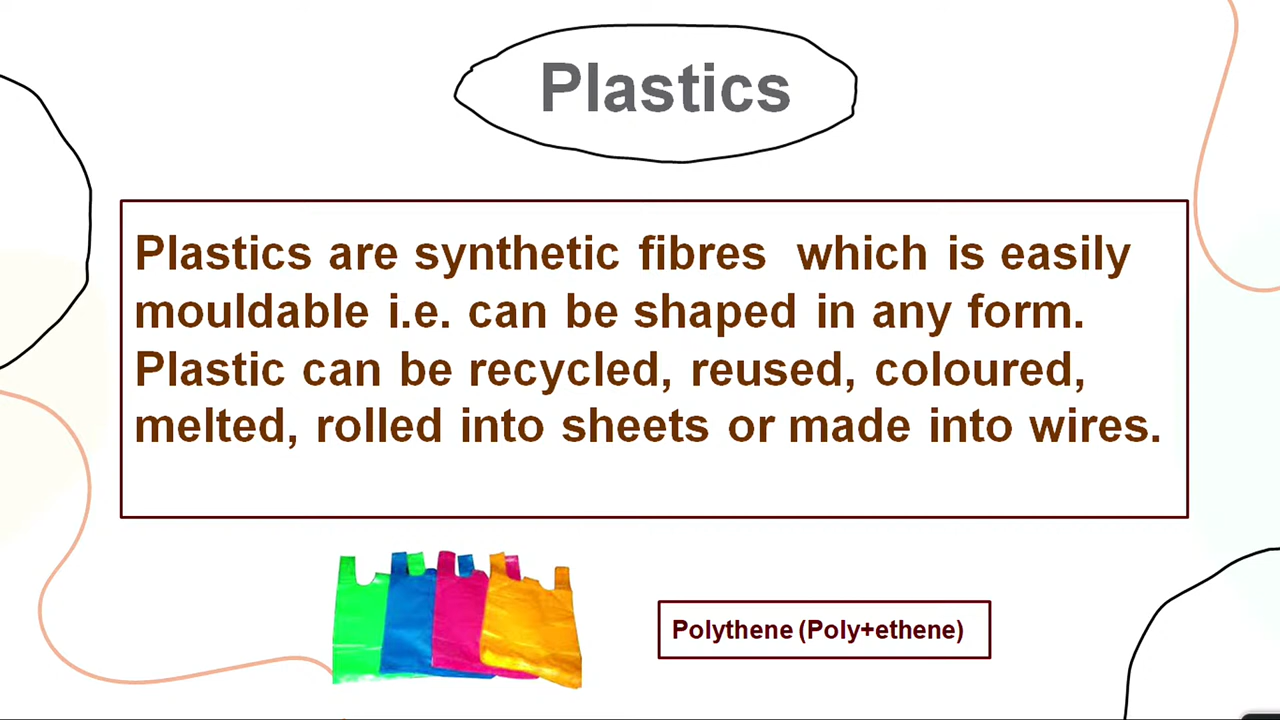 Plastics
Plastics are synthetic fibres which is easily
mouldable i.e. can be shaped in any form.
Plastic can be recycled, reused, coloured,
melted, rolled into sheets or made into wires.
Polythene (Poly+ethene)